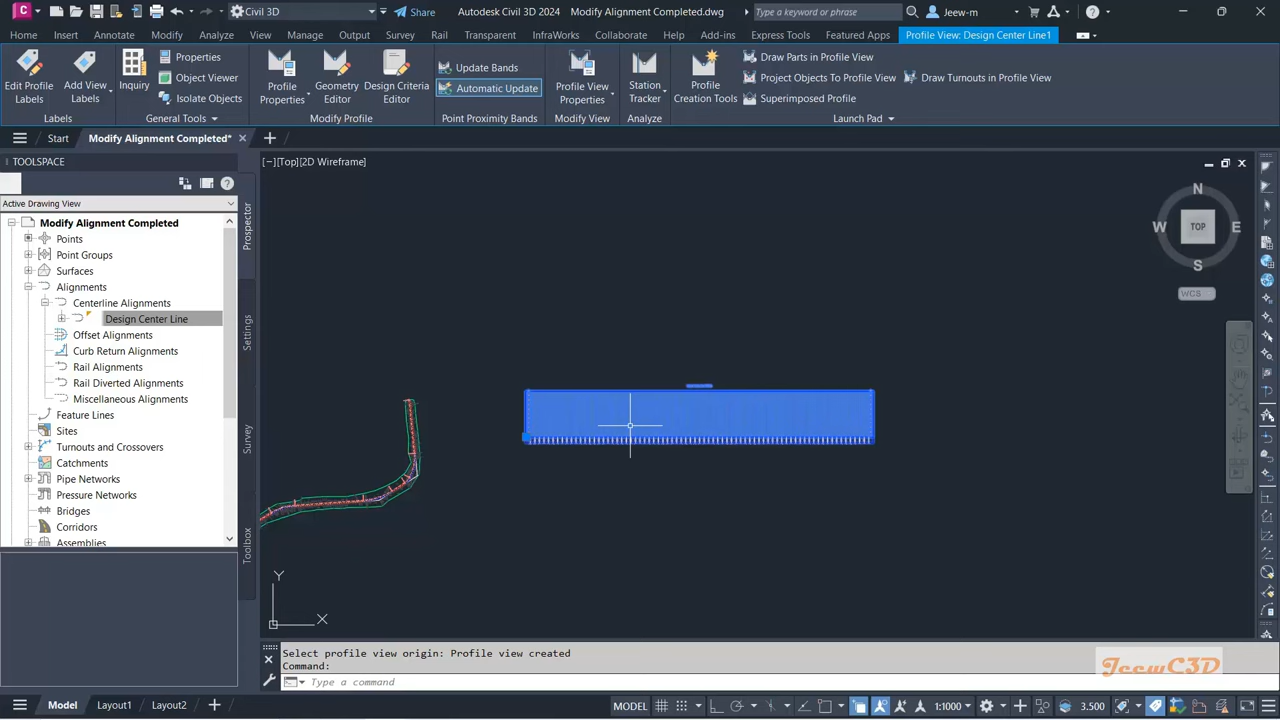 C
Civil 3D
Share
Autodesk Civil 3D 2024 Modify Alignment Completed.dwg
Type a keyword or phrase
Jeew-m
?
Home Insert Annotate Modify Analyze View Manage Output Survey Rail Transparent InfraWorks Collaborate Help Add-ins Express Tools Featured Apps Profile View: Design Center Line1
Edit Profile Labels
Add View Labels
Labels
Inquiry
Properties
Object Viewer
Isolate Objects
General Tools
Profile Properties
Geometry Editor
Design Criteria Editor
Modify Profile
Update Bands
Automatic Update
Point Proximity Bands
Profile View Properties
Modify View
Station Tracker
Analyze
Profile Creation Tools
Draw Parts in Profile View
Project Objects To Profile View
Superimposed Profile
Draw Turnouts in Profile View
Launch Pad
Start
Modify Alignment Completed*
TOOLSPACE
Active Drawing View
Modify Alignment Completed
Points
Point Groups
Surfaces
Alignments
Centerline Alignments
Design Center Line
Offset Alignments
Curb Return Alignments
Rail Alignments
Rail Diverted Alignments
Miscellaneous Alignments
Feature Lines
Sites
Turnouts and Crossovers
Catchments
Pipe Networks
Pressure Networks
Bridges
Corridors
Assemblies
Prospector
Settings
Survey
Toolbox
[−][Top][2D Wireframe]
N
W TOP E
S
WCS
Y
X
Select profile view origin: Profile view created
Command:
Type a command
JeewC3D
Model Layout1 Layout2
MODEL
1:1000
3.500